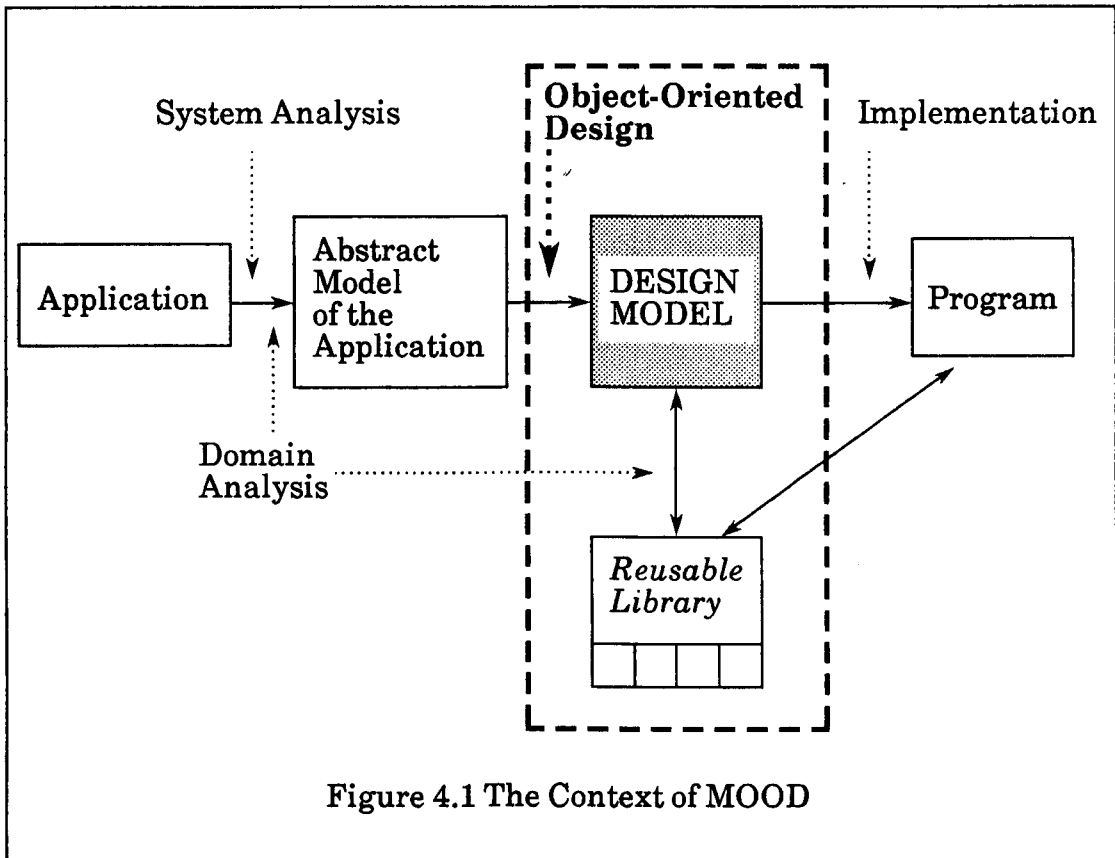 System Analysis
Object-Oriented
Design
Implementation
Application
Abstract
Model
of the
Application
DESIGN
MODEL
Program
Domain
Analysis
Reusable
Library
Figure 4.1 The Context of MOOD